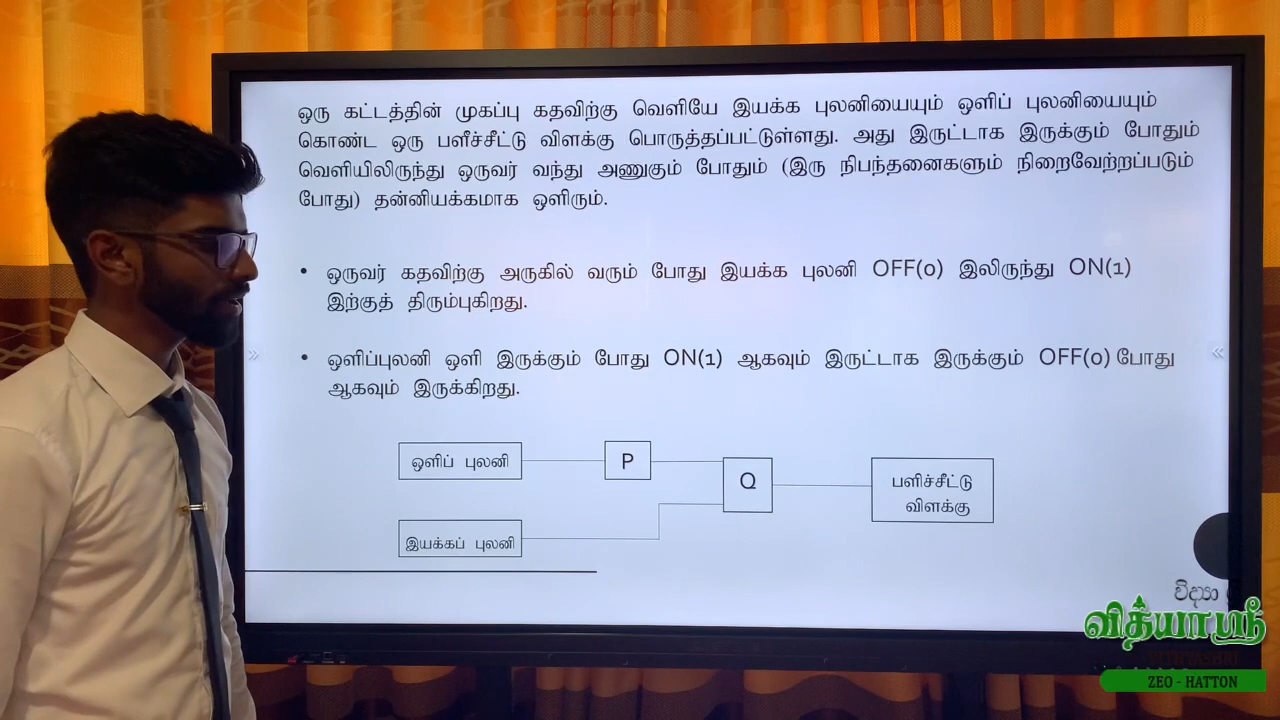 ஒரு கட்டத்தின் முகப்பு கதவிற்கு வெளியே இயக்க புலனியையும் ஒளிப் புலனியையும்
கொண்ட ஒரு பளீச்சீட்டு விளக்கு பொருத்தப்பட்டுள்ளது. அது இருட்டாக இருக்கும் போதும்
வெளியிலிருந்து ஒருவர் வந்து அணுகும் போதும் (இரு நிபந்தனைகளும் நிறைவேற்றப்படும்
போது) தன்னியக்கமாக ஒளிரும்.
• ஒருவர் கதவிற்கு அருகில் வரும் போது இயக்க புலனி OFF(0) இலிருந்து ON(1)
இற்குத் திரும்புகிறது.
• ஒளிப்புலனி ஒளி இருக்கும் போது ON(1) ஆகவும் இருட்டாக இருக்கும் OFF(0) போது
ஆகவும் இருக்கிறது.
ஒளிப் புலனி
P
Q
பளிச்சீட்டு
விளக்கு
இயக்கப் புலனி
විද්‍යා
வித்யா ஸ்ரீ
ZEO - HATTON